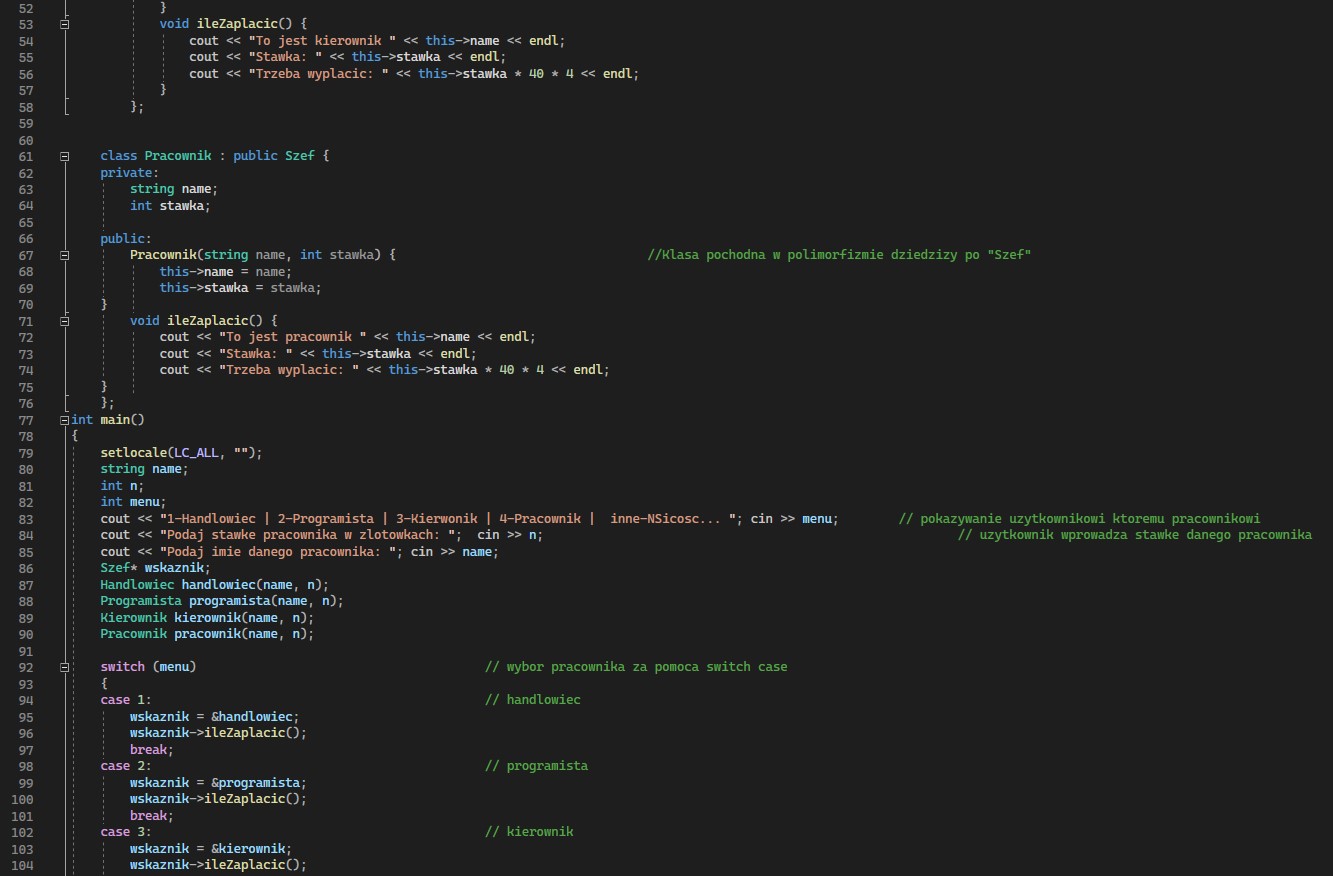 52 }
53 void ileZaplacic() {
54 cout << "To jest kierownik " << this->name << endl;
55 cout << "Stawka: " << this->stawka << endl;
56 cout << "Trzeba wyplacic: " << this->stawka * 40 * 4 << endl;
57 }
58 };
59
60
61 class Pracownik : public Szef {
62 private:
63 string name;
64 int stawka;
65
66 public:
67 Pracownik(string name, int stawka) { //Klasa pochodna w polimorfizmie dziedzizy po "Szef"
68 this->name = name;
69 this->stawka = stawka;
70 }
71 void ileZaplacic() {
72 cout << "To jest pracownik " << this->name << endl;
73 cout << "Stawka: " << this->stawka << endl;
74 cout << "Trzeba wyplacic: " << this->stawka * 40 * 4 << endl;
75 }
76 };
77 int main()
78 {
79 setlocale(LC_ALL, "");
80 string name;
81 int n;
82 int menu;
83 cout << "1-Handlowiec | 2-Programista | 3-Kierwonik | 4-Pracownik |  inne-NSicosc... "; cin >> menu; // pokazywanie uzytkownikowi ktoremu pracownikowi
84 cout << "Podaj stawke pracownika w zlotowkach: ";  cin >> n; // uzytkownik wprowadza stawke danego pracownika
85 cout << "Podaj imie danego pracownika: "; cin >> name;
86 Szef* wskaznik;
87 Handlowiec handlowiec(name, n);
88 Programista programista(name, n);
89 Kierownik kierownik(name, n);
90 Pracownik pracownik(name, n);
91
92 switch (menu) // wybor pracownika za pomoca switch case
93 {
94 case 1: // handlowiec
95 wskaznik = &handlowiec;
96 wskaznik->ileZaplacic();
97 break;
98 case 2: // programista
99 wskaznik = &programista;
100 wskaznik->ileZaplacic();
101 break;
102 case 3: // kierownik
103 wskaznik = &kierownik;
104 wskaznik->ileZaplacic();